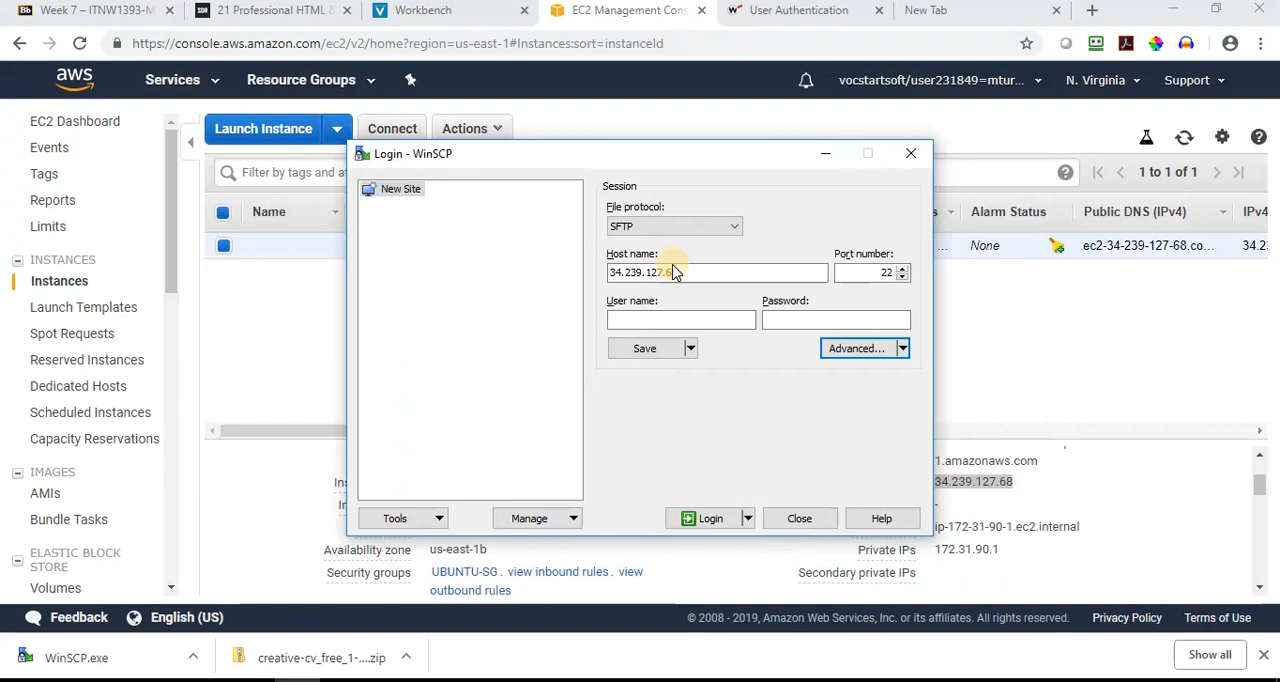 Week 7 – ITNW1393-M
21 Professional HTML &
Workbench
EC2 Management Cons
User Authentication
New Tab
https://console.aws.amazon.com/ec2/v2/home?region=us-east-1#Instances:sort=instanceId
aws
Services
Resource Groups
vocstartsoft/user231849=mtur...
N. Virginia
Support
EC2 Dashboard
Events
Tags
Reports
Limits
INSTANCES
Instances
Launch Templates
Spot Requests
Reserved Instances
Dedicated Hosts
Scheduled Instances
Capacity Reservations
IMAGES
AMIs
Bundle Tasks
ELASTIC BLOCK
STORE
Volumes
Launch Instance
Connect
Actions
Filter by tags and
1 to 1 of 1
Name
Alarm Status
Public DNS (IPv4)
IPv4
...
None
ec2-34-239-127-68.co...
34.2
Login - WinSCP
New Site
Session
File protocol:
SFTP
Host name:
Port number:
34.239.127.6
22
User name:
Password:
Save
Advanced...
Tools
Manage
Login
Close
Help
1.amazonaws.com
34.239.127.68
-
ip-172-31-90-1.ec2.internal
Availability zone
us-east-1b
Private IPs
172.31.90.1
Security groups
UBUNTU-SG. view inbound rules. view
outbound rules
Secondary private IPs
Feedback
English (US)
© 2008 - 2019, Amazon Web Services, Inc. or its affiliates. All rights reserved.
Privacy Policy
Terms of Use
WinSCP.exe
creative-cv_free_1-....zip
Show all